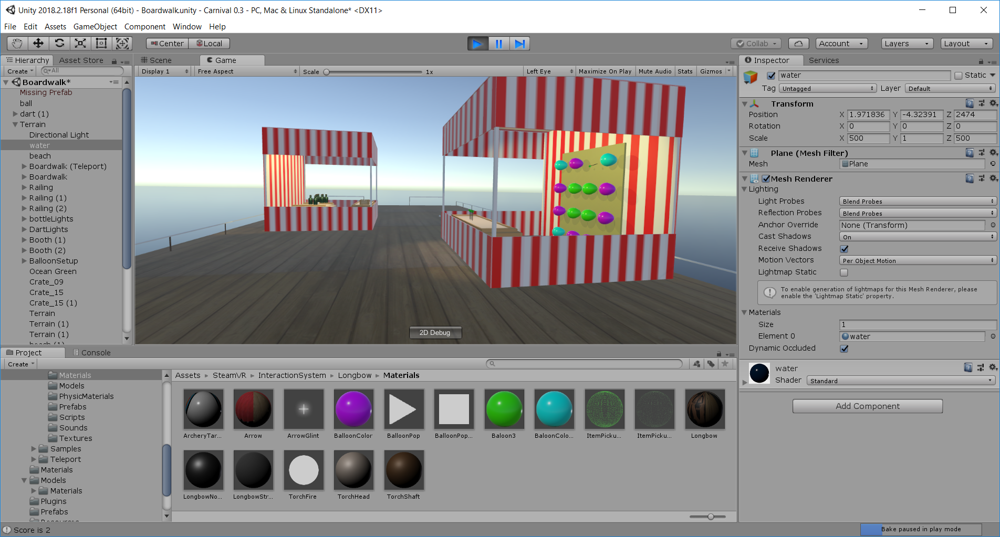 Unity 2018.2.18f1 Personal (64bit) - Boardwalk.unity - Carnival 0.3 - PC, Mac & Linux Standalone* <DX11>
File Edit Assets GameObject Component Window Help
Center Local Collab Account Layers Layout
Hierarchy Asset Store
Create All
Boardwalk*
Missing Prefab
ball
dart (1)
Terrain
Directional Light
water
beach
Boardwalk (Teleport)
Boardwalk
Railing
Railing (1)
Railing (2)
bottleLights
DartLights
Booth (1)
Booth (2)
BalloonSetup
Ocean Green
Crate_09
Crate_15
Crate_15 (1)
Terrain
Terrain (1)
Terrain (1)
beach (1)
Scene Game
Display 1 Free Aspect Scale 1x Left Eye Maximize On Play Mute Audio Stats Gizmos
2D Debug
Inspector Services
water Static
Tag Untagged Layer Default
Transform
Position X 1.971836 Y -4.32391 Z 2474
Rotation X 0 Y 0 Z 0
Scale X 500 Y 1 Z 500
Plane (Mesh Filter)
Mesh Plane
Mesh Renderer
Lighting
Light Probes Blend Probes
Reflection Probes Blend Probes
Anchor Override None (Transform)
Cast Shadows On
Receive Shadows
Motion Vectors Per Object Motion
Lightmap Static
To enable generation of lightmaps for this Mesh Renderer, please
enable the 'Lightmap Static' property.
Materials
Size 1
Element 0 water
Dynamic Occluded
water
Shader Standard
Add Component
Project Console
Create
Materials
Models
PhysicMaterials
Prefabs
Scripts
Sounds
Textures
Samples
Teleport
Materials
Models
Materials
Plugins
Prefabs
Resources
Assets SteamVR InteractionSystem Longbow Materials
ArcheryTar... Arrow ArrowGlint BalloonColor BalloonPop BalloonPop... Baloon3 BaloonColo... ItemPicku... ItemPicku... Longbow
LongbowNo... LongbowStr... TorchFire TorchHead TorchShaft
Score is 2
Bake paused in play mode